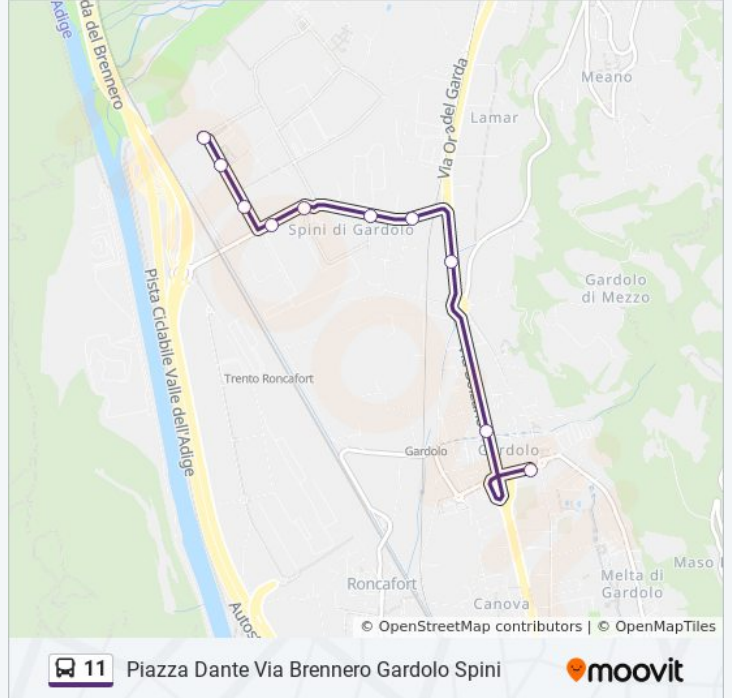 Adige
da del Brennero
Meano
Lamar
Via Ora del Garda
Spini di Gardolo
Gardolo
di Mezzo
Pista Ciclabile Valle dell'Adige
Trento Roncafort
Gardolo
Gardolo
Roncafort
Melta di
Gardolo
Maso
Canova
Autos
© OpenStreetMap contributors | © OpenMapTiles
11 Piazza Dante Via Brennero Gardolo Spini
moovit